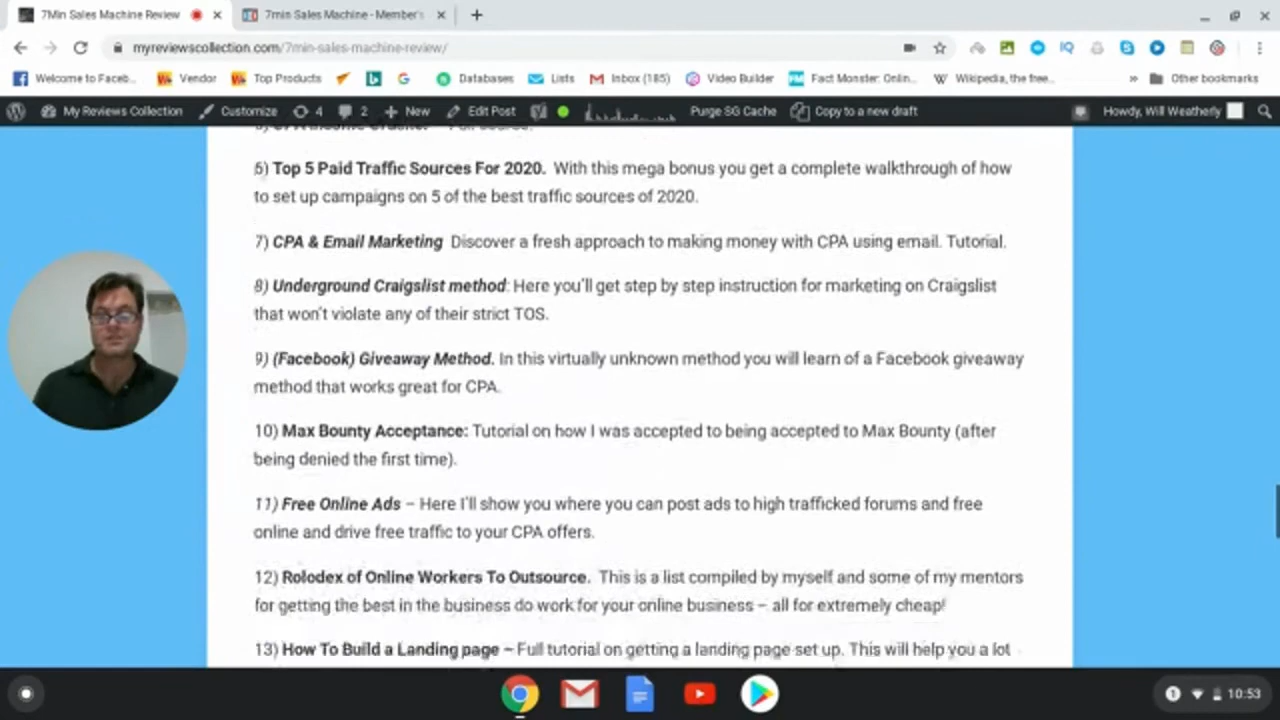 7Min Sales Machine Review
7min Sales Machine - Member's
myreviewscollection.com/7min-sales-machine-review/
Welcome to Faceb...
Vendor
Top Products
Databases
Lists
Inbox (185)
Video Builder
Fact Monster: Onlin...
Wikipedia, the free...
Other bookmarks
My Reviews Collection
Customize
4
2
New
Edit Post
Purge SG Cache
Copy to a new draft
Howdy, Will Weatherly
6) Top 5 Paid Traffic Sources For 2020. With this mega bonus you get a complete walkthrough of how
to set up campaigns on 5 of the best traffic sources of 2020.
7) CPA & Email Marketing Discover a fresh approach to making money with CPA using email. Tutorial.
8) Underground Craigslist method: Here you'll get step by step instruction for marketing on Craigslist
that won't violate any of their strict TOS.
9) (Facebook) Giveaway Method. In this virtually unknown method you will learn of a Facebook giveaway
method that works great for CPA.
10) Max Bounty Acceptance: Tutorial on how I was accepted to being accepted to Max Bounty (after
being denied the first time).
11) Free Online Ads – Here I'll show you where you can post ads to high trafficked forums and free
online and drive free traffic to your CPA offers.
12) Rolodex of Online Workers To Outsource. This is a list compiled by myself and some of my mentors
for getting the best in the business do work for your online business – all for extremely cheap!
13) How To Build a Landing page – Full tutorial on getting a landing page set up. This will help you a lot
1
10:53